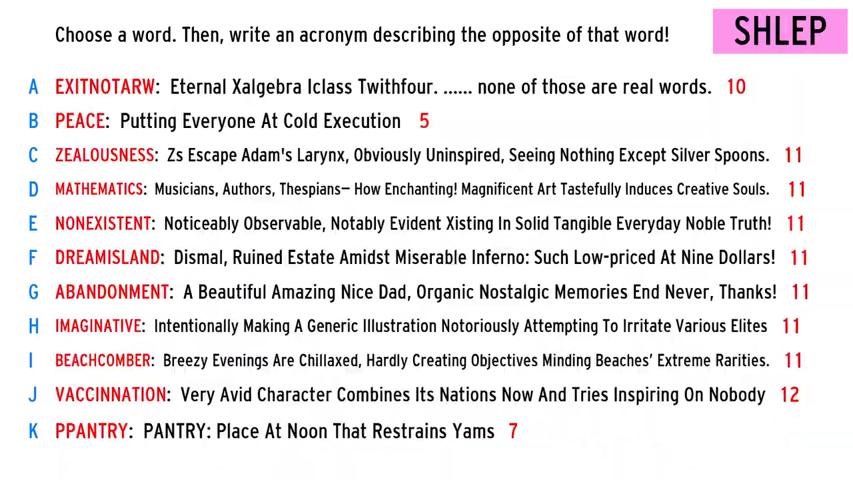 Choose a word. Then, write an acronym describing the opposite of that word!
SHLEP
A EXITNOTARW: Eternal Xalgebra Iclass Twithfour. ...... none of those are real words. 10
B PEACE: Putting Everyone At Cold Execution 5
C ZEALOUSNESS: Zs Escape Adam's Larynx, Obviously Uninspired, Seeing Nothing Except Silver Spoons. 11
D MATHEMATICS: Musicians, Authors, Thespians— How Enchanting! Magnificent Art Tastefully Induces Creative Souls. 11
E NONEXISTENT: Noticeably Observable, Notably Evident Xisting In Solid Tangible Everyday Noble Truth! 11
F DREAMISLAND: Dismal, Ruined Estate Amidst Miserable Inferno: Such Low-priced At Nine Dollars! 11
G ABANDONMENT: A Beautiful Amazing Nice Dad, Organic Nostalgic Memories End Never, Thanks! 11
H IMAGINATIVE: Intentionally Making A Generic Illustration Notoriously Attempting To Irritate Various Elites 11
I BEACHCOMBER: Breezy Evenings Are Chillaxed, Hardly Creating Objectives Minding Beaches' Extreme Rarities. 11
J VACCINNATION: Very Avid Character Combines Its Nations Now And Tries Inspiring On Nobody 12
K PPANTRY: PANTRY: Place At Noon That Restrains Yams 7